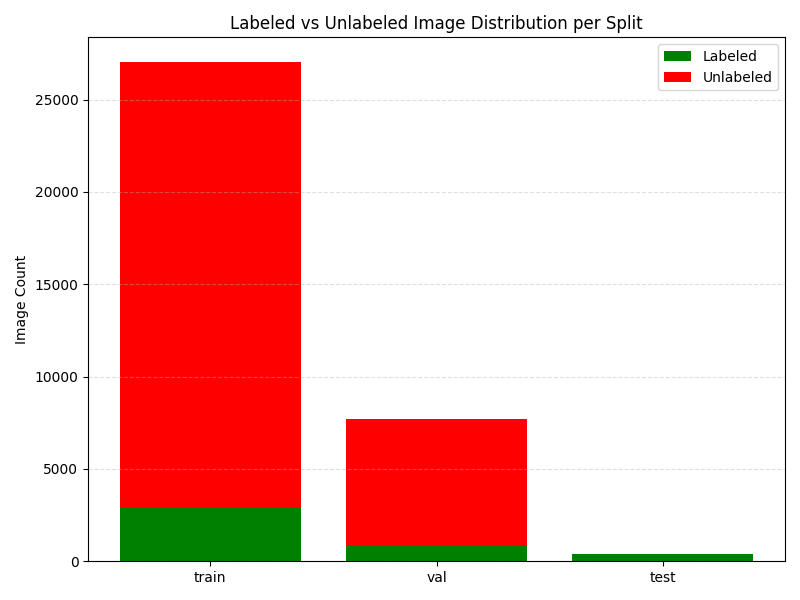 Labeled vs Unlabeled Image Distribution per Split
Labeled
Unlabeled
Image Count
25000
20000
15000
10000
5000
0
train val test